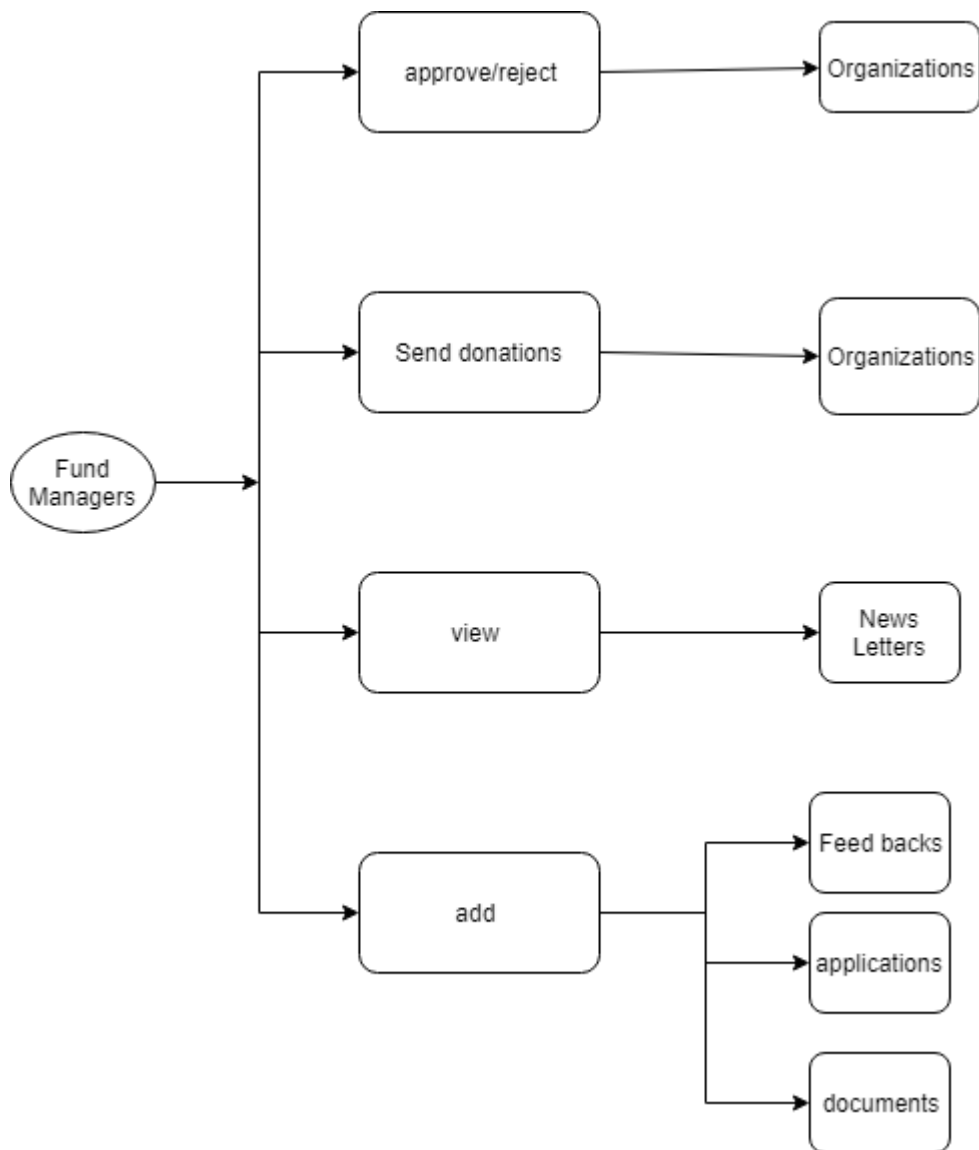 approve/reject
Organizations
Send donations
Organizations
Fund
Managers
view
News
Letters
Feed backs
add
applications
documents